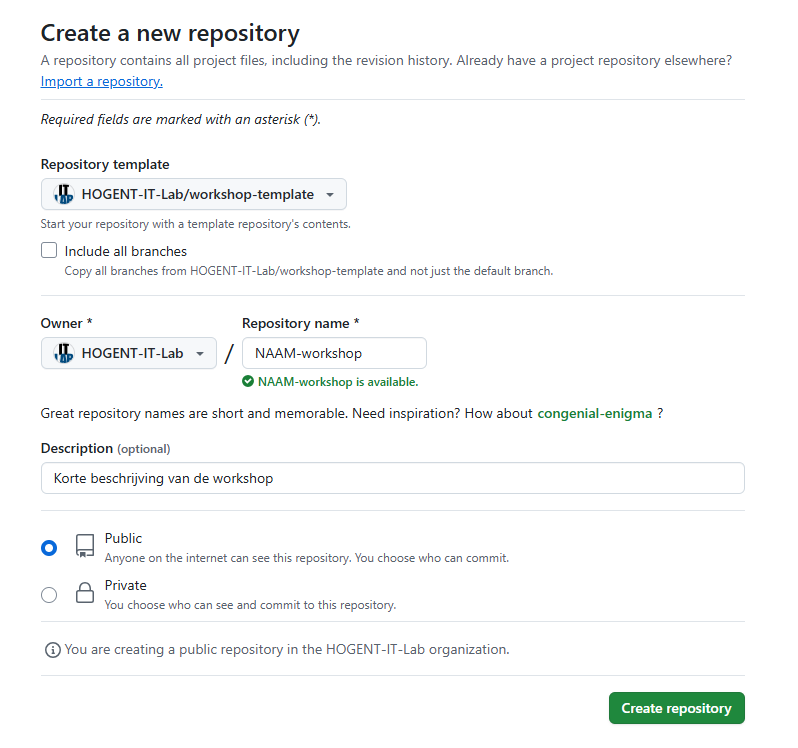 Create a new repository
A repository contains all project files, including the revision history. Already have a project repository elsewhere?
Import a repository.
Required fields are marked with an asterisk (*).
Repository template
HOGENT-IT-Lab/workshop-template
Start your repository with a template repository's contents.
Include all branches
Copy all branches from HOGENT-IT-Lab/workshop-template and not just the default branch.
Owner * Repository name *
HOGENT-IT-Lab / NAAM-workshop
NAAM-workshop is available.
Great repository names are short and memorable. Need inspiration? How about congenial-enigma ?
Description (optional)
Korte beschrijving van de workshop
Public
Anyone on the internet can see this repository. You choose who can commit.
Private
You choose who can see and commit to this repository.
You are creating a public repository in the HOGENT-IT-Lab organization.
Create repository